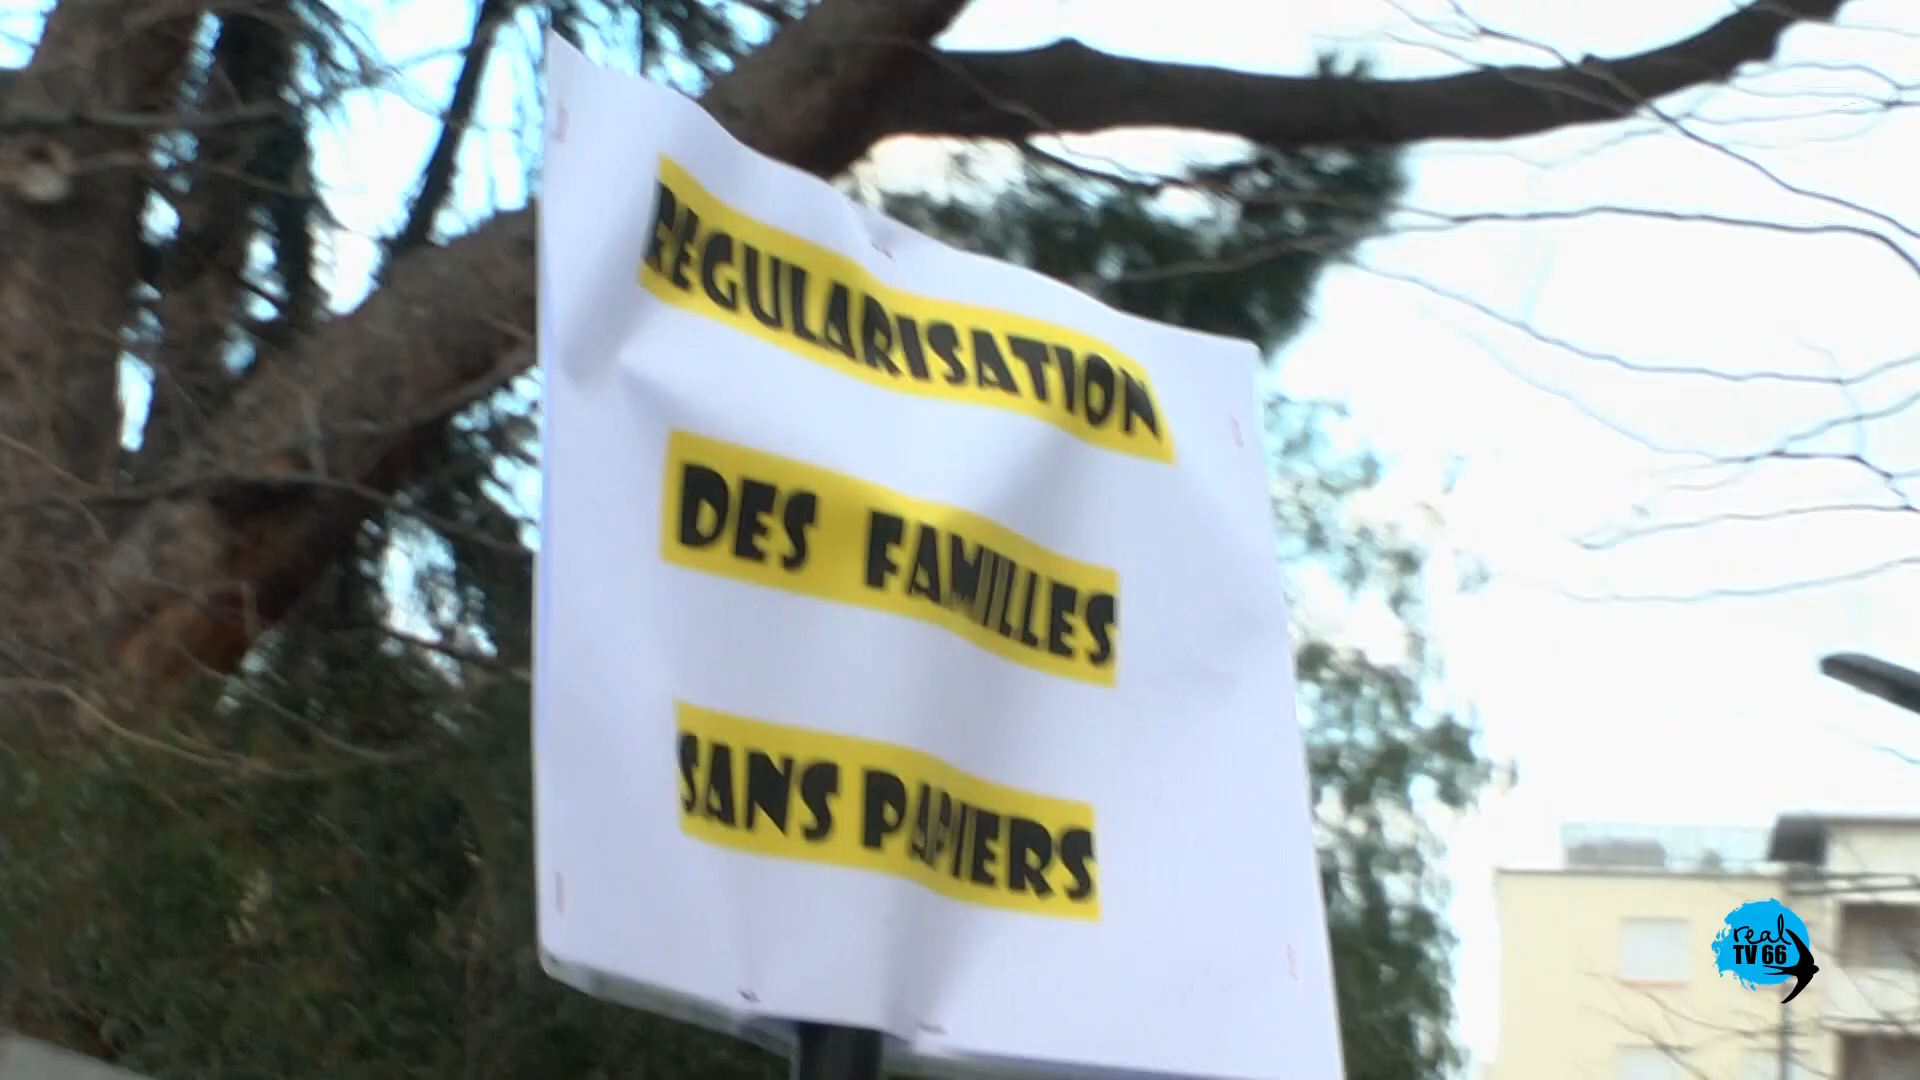 REGULARISATION
DES FAMILLES
SANS PAPIERS
real
TV 66